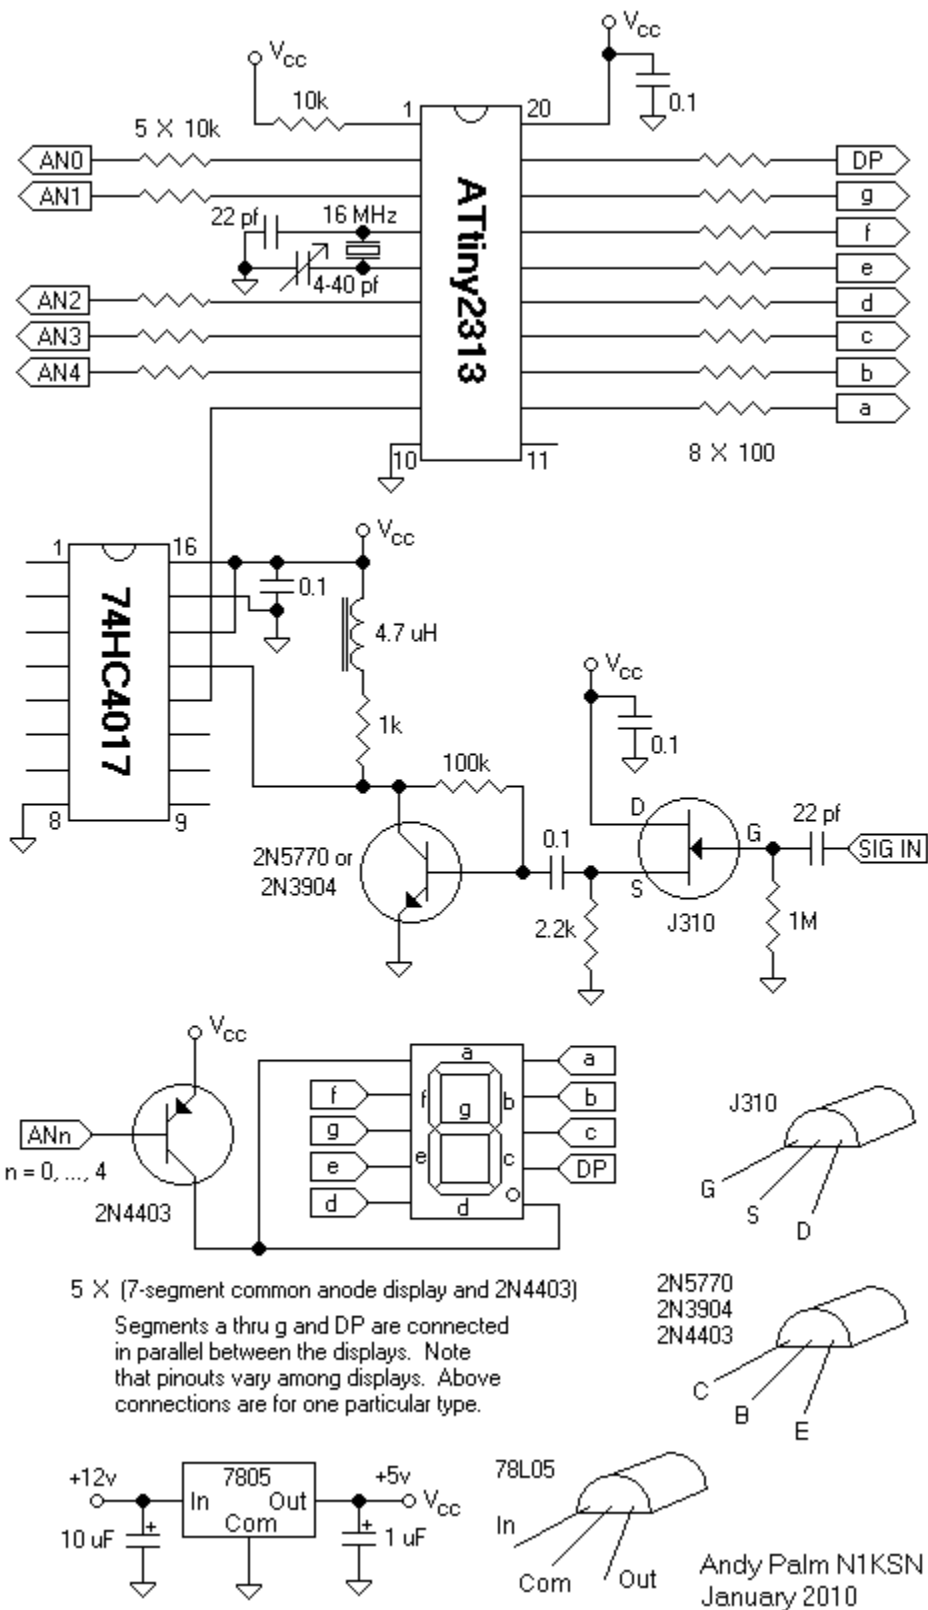 Vcc
Vcc
10k
1
20
0.1
5 X 10k
AN0
DP
AN1
g
22 pf
16 MHz
f
4-40 pf
e
AN2
d
AN3
c
AN4
b
a
ATtiny2313
8 X 100
10
11
Vcc
1
16
0.1
4.7 uH
74HC4017
Vcc
1k
0.1
100k
8
9
D
G
22 pf
SIG IN
2N5770 or
2N3904
0.1
S
2.2k
J310
1M
Vcc
a
a
f
f
g
b
b
g
c
ANn
e
c
e
DP
n = 0, ..., 4
d
d
2N4403
J310
G
S
D
5 X (7-segment common anode display and 2N4403)
Segments a thru g and DP are connected
in parallel between the displays. Note
that pinouts vary among displays. Above
connections are for one particular type.
2N5770
2N3904
2N4403
C
B
E
+12v
7805
+5v
In
Out
Vcc
Com
10 uF
+
+
1 uF
78L05
In
Com
Out
Andy Palm N1KSN
January 2010